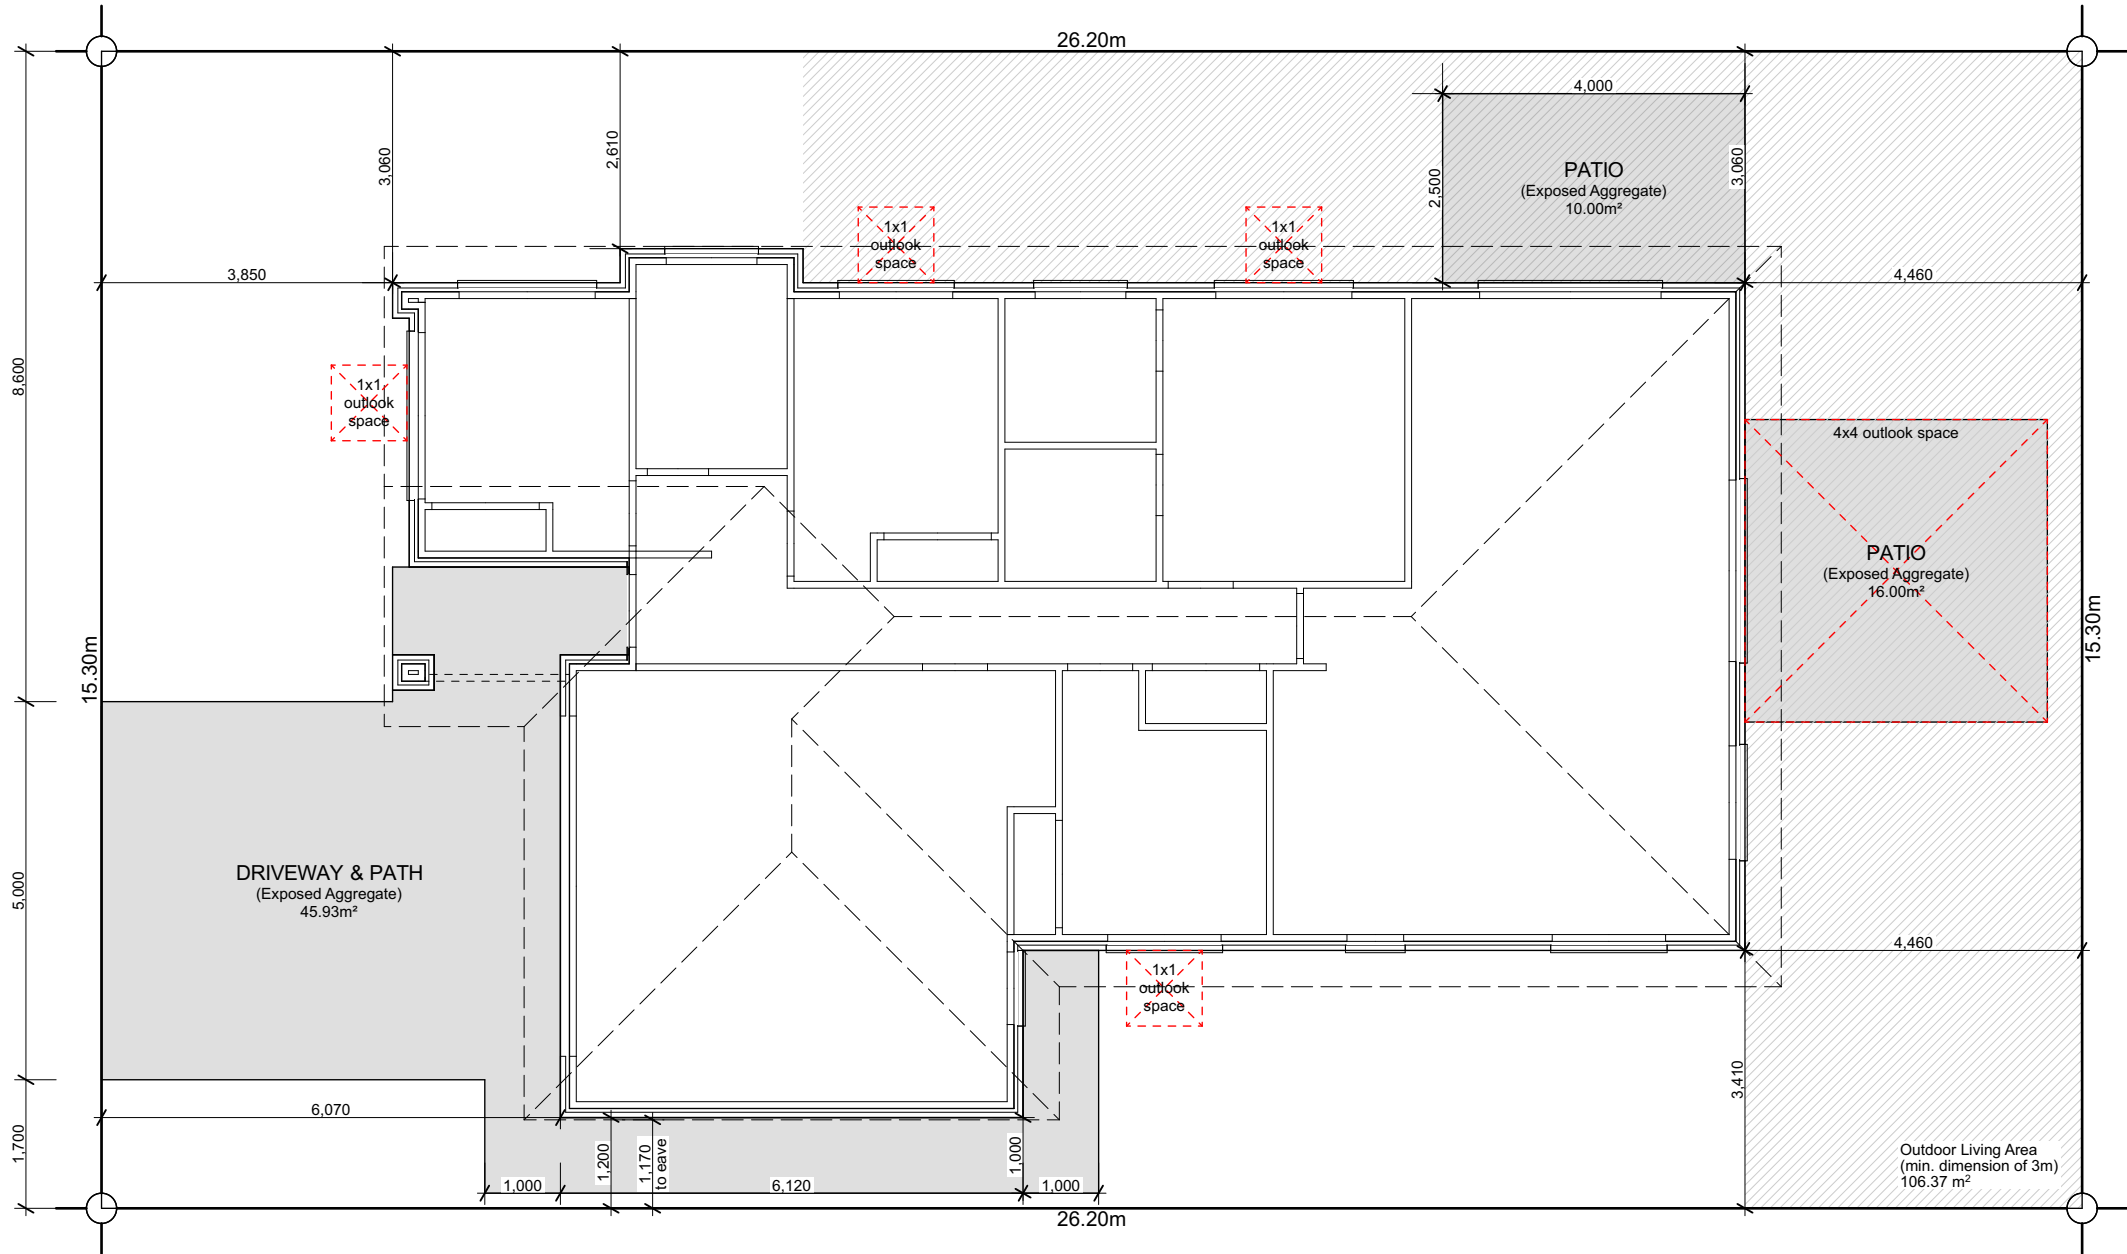 26.20m
4,000
3,060
2,610
2,500
PATIO
(Exposed Aggregate)
10.00m²
3,060
1x1
outlook
space
1x1
outlook
space
3,850
4,460
8,600
1x1
outlook
space
4x4 outlook space
PATIO
(Exposed Aggregate)
16.00m²
15.30m
15.30m
DRIVEWAY & PATH
(Exposed Aggregate)
45.93m²
5,000
4,460
1x1
outlook
space
3,410
6,070
1,700
1,200
1,170
to eave
1,000
1,000
6,120
1,000
Outdoor Living Area
(min. dimension of 3m)
106.37 m²
26.20m